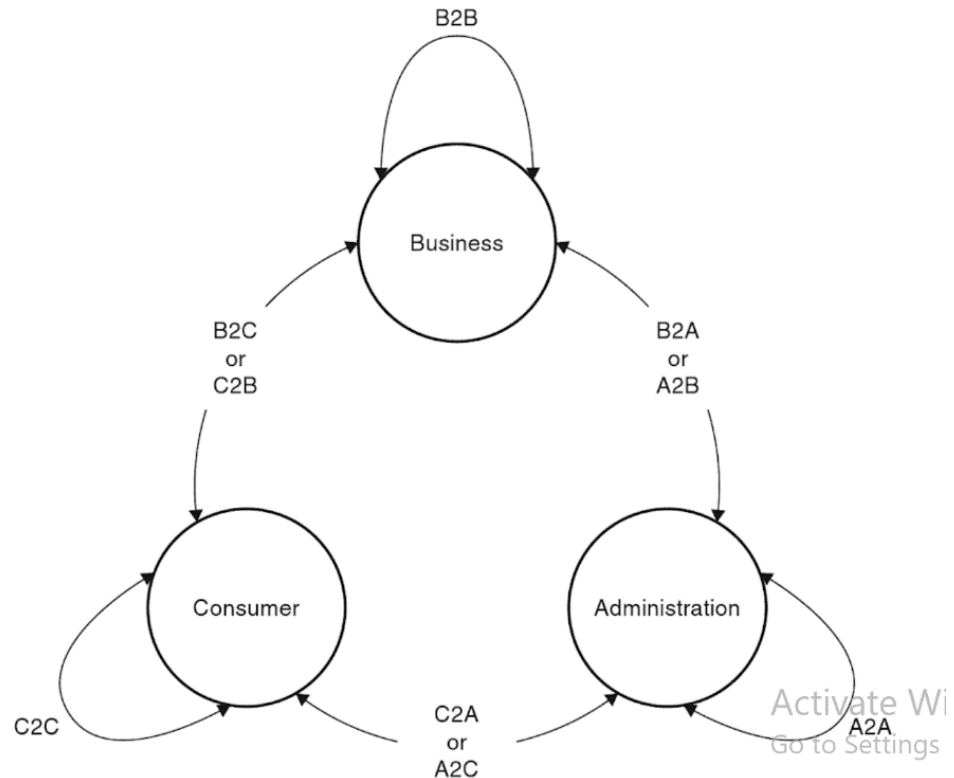 B2B
Business
B2C
or
C2B
B2A
or
A2B
Consumer
Administration
C2C
C2A
or
A2C
A2A
Activate Wi
Go to Settings